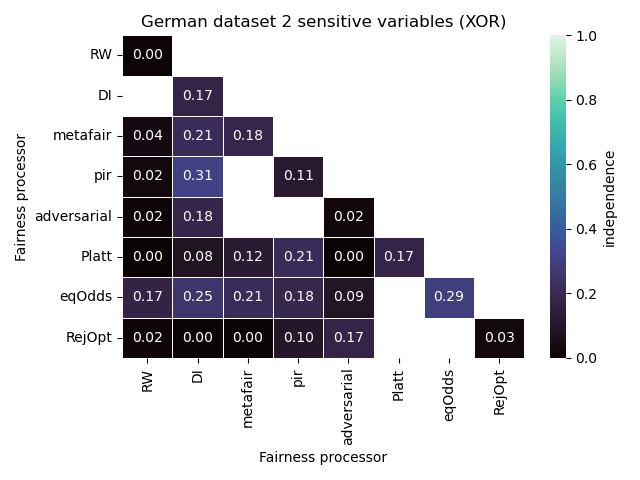 German dataset 2 sensitive variables (XOR)
RW 0.00
DI 0.17
metafair 0.04 0.21 0.18
pir 0.02 0.31 0.11
adversarial 0.02 0.18 0.02
Platt 0.00 0.08 0.12 0.21 0.00 0.17
eqOdds 0.17 0.25 0.21 0.18 0.09 0.29
RejOpt 0.02 0.00 0.00 0.10 0.17 0.03
RW DI metafair pir adversarial Platt eqOdds RejOpt
Fairness processor
Fairness processor
1.0
0.8
0.6
0.4
0.2
0.0
independence